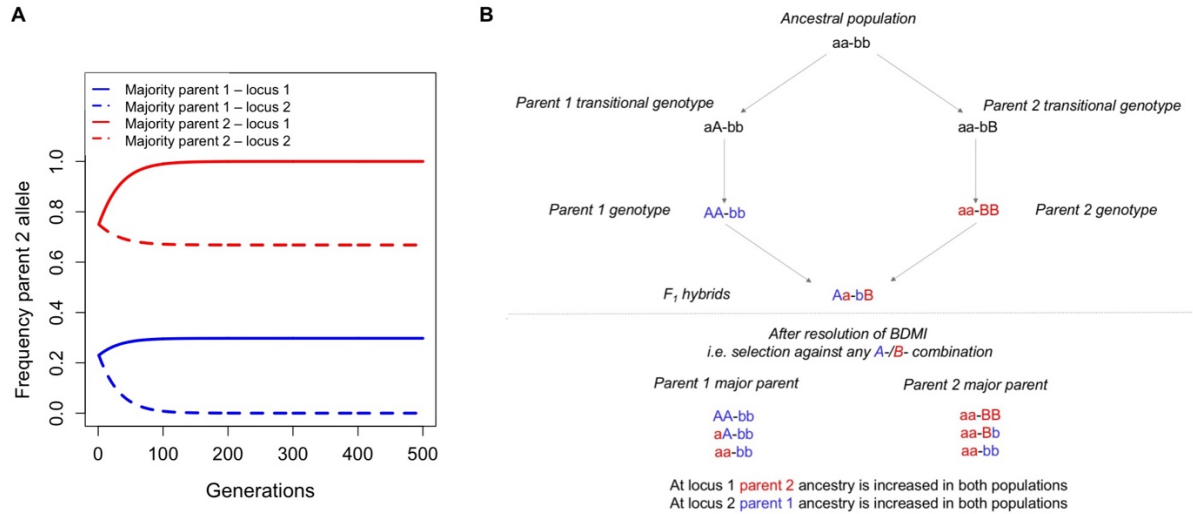 A
Majority parent 1 – locus 1
Majority parent 1 – locus 2
Majority parent 2 – locus 1
Majority parent 2 – locus 2
Frequency parent 2 allele
1.0
0.8
0.6
0.4
0.2
0.0
0 100 200 300 400 500
Generations
B
Ancestral population
aa-bb
Parent 1 transitional genotype
Parent 2 transitional genotype
aA-bb
aa-bB
Parent 1 genotype
AA-bb
aa-BB
Parent 2 genotype
F₁ hybrids
Aa-bB
After resolution of BDMI
i.e. selection against any A-/B- combination
Parent 1 major parent
Parent 2 major parent
AA-bb
aa-BB
aA-bb
aa-Bb
aa-bb
aa-bb
At locus 1 parent 2 ancestry is increased in both populations
At locus 2 parent 1 ancestry is increased in both populations